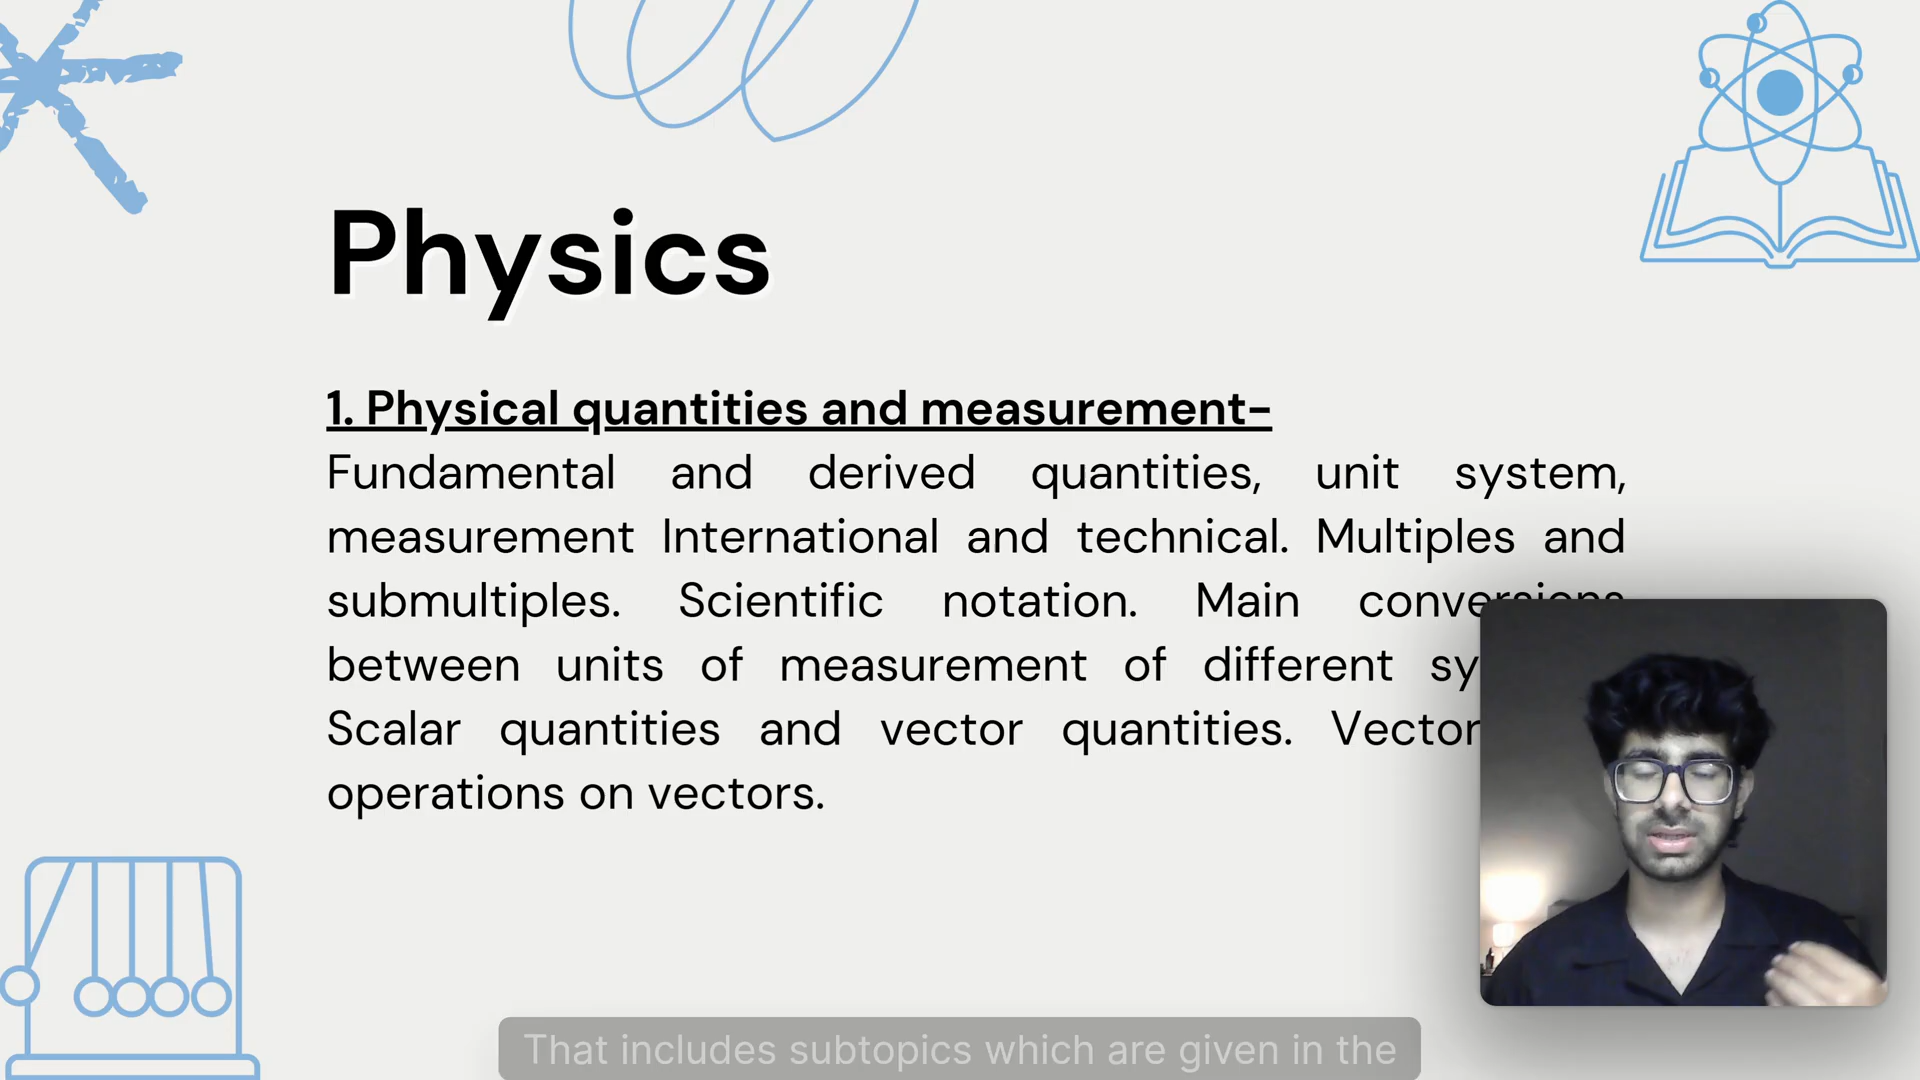 Physics
1. Physical quantities and measurement-
Fundamental and derived quantities, unit system,
measurement International and technical. Multiples and
submultiples. Scientific notation. Main conversions
between units of measurement of different
Scalar quantities and vector quantities. Vector
operations on vectors.
That includes subtopics which are given in the